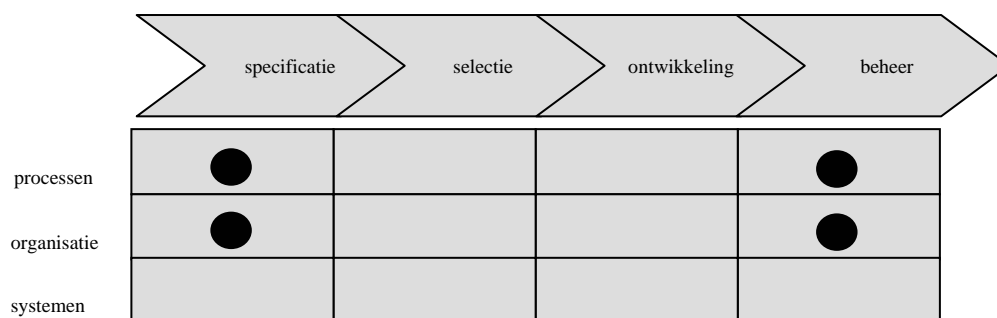 specificatie selectie ontwikkeling beheer
processen
organisatie
systemen